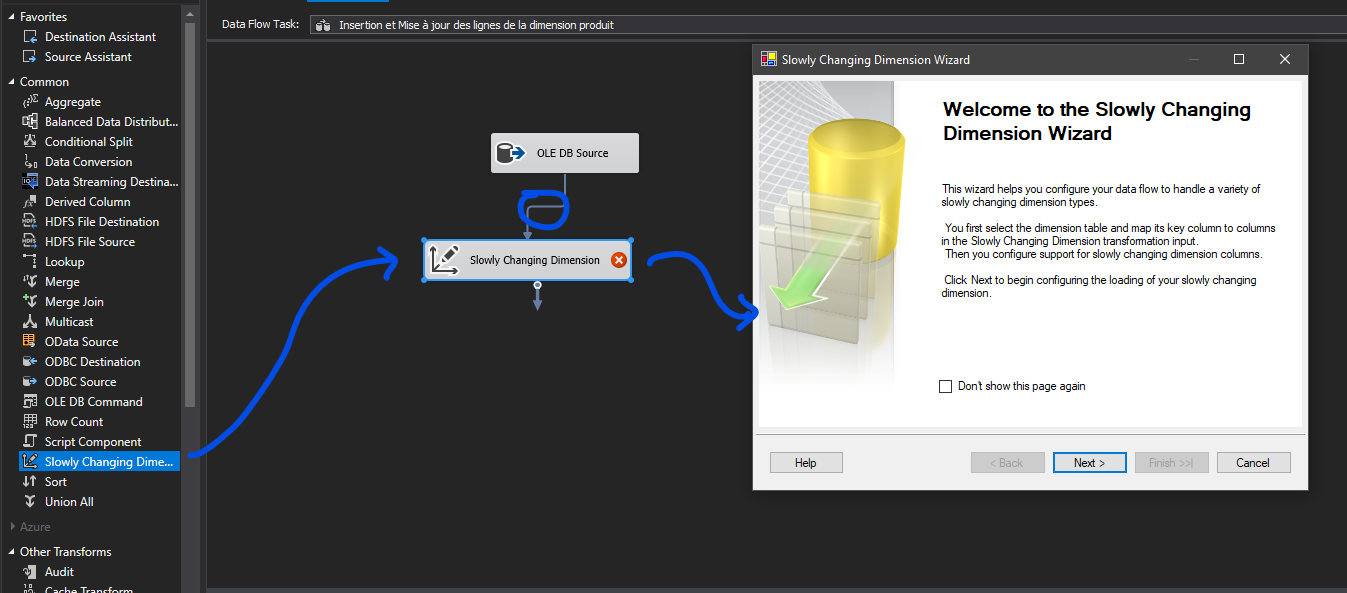 Favorites
Destination Assistant
Source Assistant
Common
Aggregate
Balanced Data Distribut...
Conditional Split
Data Conversion
Data Streaming Destina...
Derived Column
HDFS File Destination
HDFS File Source
Lookup
Merge
Merge Join
Multicast
OData Source
ODBC Destination
ODBC Source
OLE DB Command
Row Count
Script Component
Slowly Changing Dime...
Sort
Union All
Azure
Other Transforms
Audit
Cache Transform
Data Flow Task:
Insertion et Mise à jour des lignes de la dimension produit
OLE DB Source
Slowly Changing Dimension
Slowly Changing Dimension Wizard
Welcome to the Slowly Changing
Dimension Wizard
This wizard helps you configure your data flow to handle a variety of
slowly changing dimension types.
You first select the dimension table and map its key column to columns
in the Slowly Changing Dimension transfomation input.
Then you configure support for slowly changing dimension columns.
Click Next to begin configuring the loading of your slowly changing
dimension.
Don't show this page again
Help
< Back
Next >
Finish >>|
Cancel